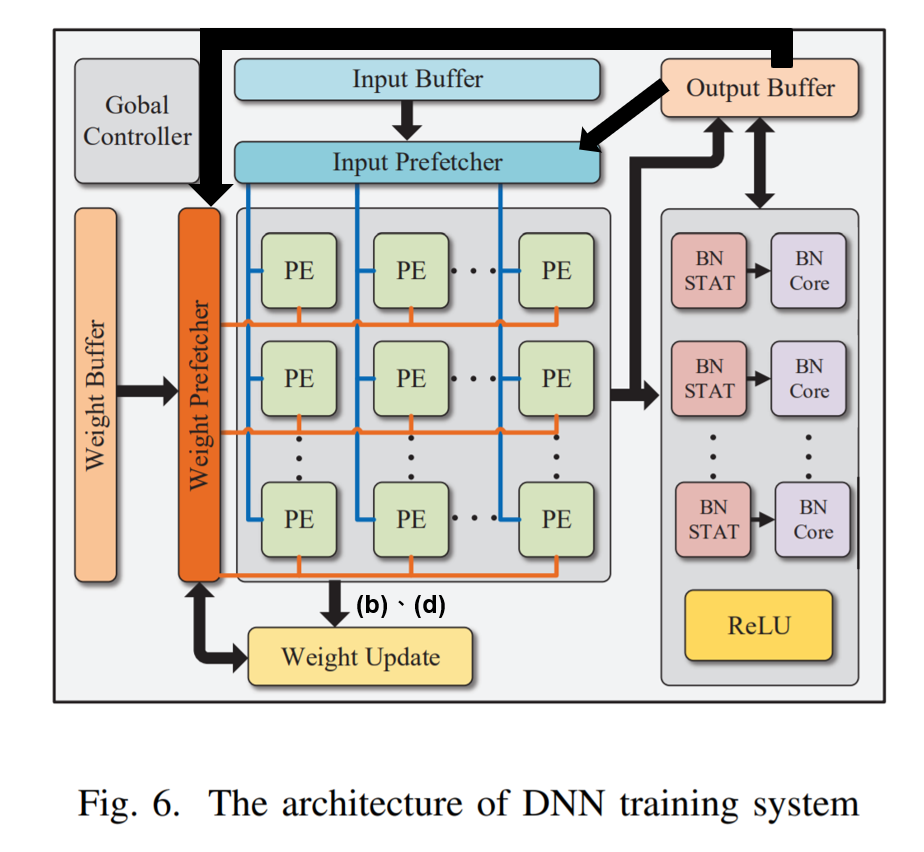 Gobal
Controller
Input Buffer
Output Buffer
Input Prefetcher
Weight Buffer
Weight Prefetcher
PE
PE
• • •
PE
BN
STAT
BN
Core
PE
PE
• • •
PE
BN
STAT
BN
Core
PE
PE
• • •
PE
BN
STAT
BN
Core
ReLU
(b)、(d)
Weight Update
Fig. 6. The architecture of DNN training system